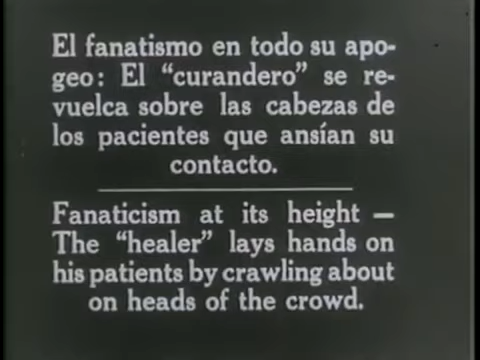 El fanatismo en todo su apo-
geo: El “curandero” se re-
vuelca sobre las cabezas de
los pacientes que ansían su
contacto.
Fanaticism at its height —
The “healer” lays hands on
his patients by crawling about
on heads of the crowd.